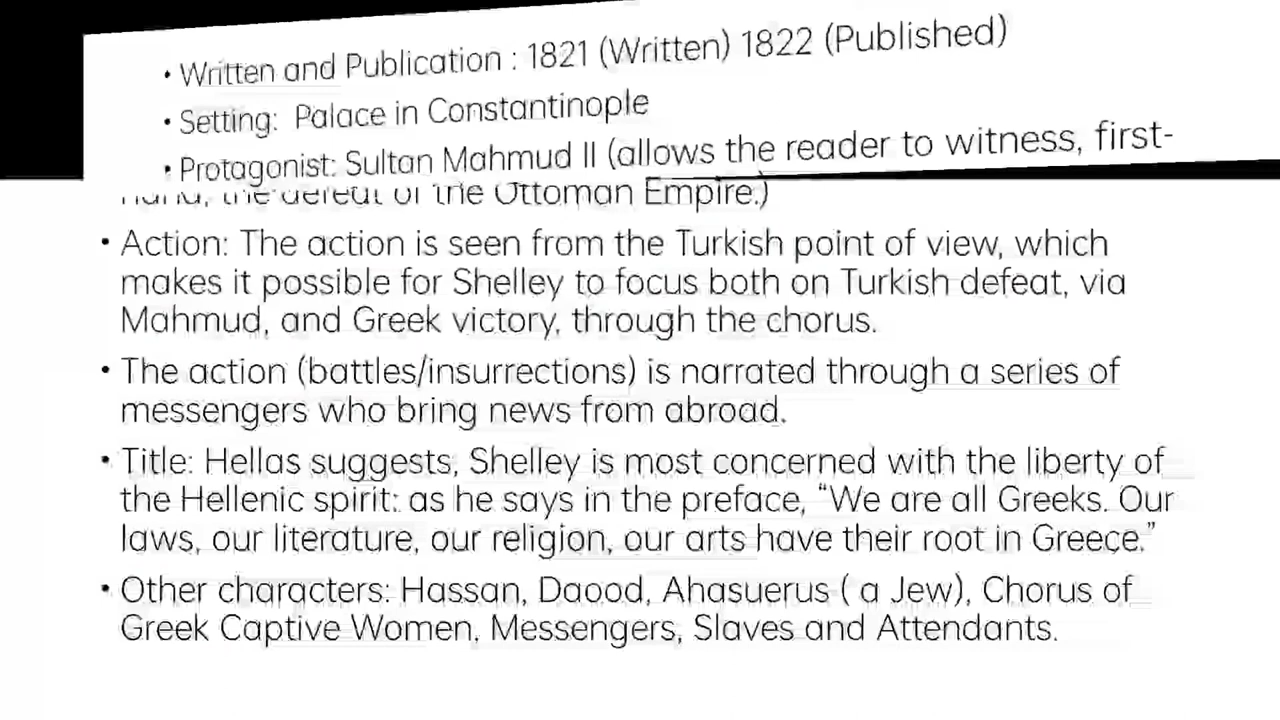 • Written and Publication : 1821 (Written) 1822 (Published)
• Setting: Palace in Constantinople
• Protagonist: Sultan Mahmud II (allows the reader to witness, first-
hand, the defeat of the Ottoman Empire.)
• Action: The action is seen from the Turkish point of view, which
makes it possible for Shelley to focus both on Turkish defeat, via
Mahmud, and Greek victory, through the chorus.
• The action (battles/insurrections) is narrated through a series of
messengers who bring news from abroad.
• Title: Hellas suggests, Shelley is most concerned with the liberty of
the Hellenic spirit: as he says in the preface, “We are all Greeks. Our
laws, our literature, our religion, our arts have their root in Greece.”
• Other characters: Hassan, Daood, Ahasuerus ( a Jew), Chorus of
Greek Captive Women, Messengers, Slaves and Attendants.